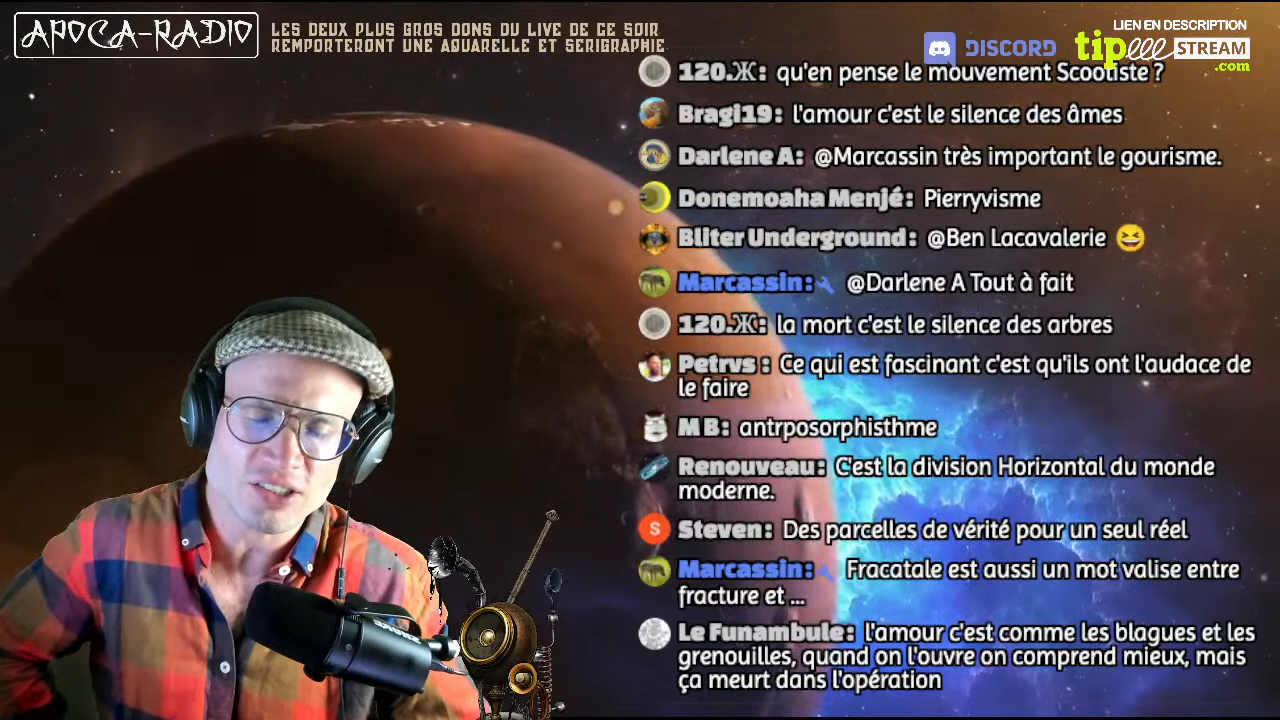 APOCA-RADIO
LES DEUX PLUS GROS DONS DU LIVE DE CE SOIR
REMPORTERONT UNE AQUARELLE ET SERIGRAPHIE
LIEN EN DESCRIPTION
DISCORD
tipeee STREAM
.com
120.Ж: qu'en pense le mouvement Scootiste ?
Bragi19: l'amour c'est le silence des âmes
Darlene A: @Marcassin très important le gourisme.
Donemoaha Menjé: Pierryvisme
Bliter Underground: @Ben Lacavalerie 😆
Marcassin: @Darlene A Tout à fait
120.Ж: la mort c'est le silence des arbres
Petrvs : Ce qui est fascinant c'est qu'ils ont l'audace de
le faire
M B: antrposorphisthme
Renouveau: C'est la division Horizontal du monde
moderne.
S
Steven: Des parcelles de vérité pour un seul réel
Marcassin: Fracatale est aussi un mot valise entre
fracture et ...
Le Funambule: l'amour c'est comme les blagues et les
grenouilles, quand on l'ouvre on comprend mieux, mais
ça meurt dans l'opération
SHURE